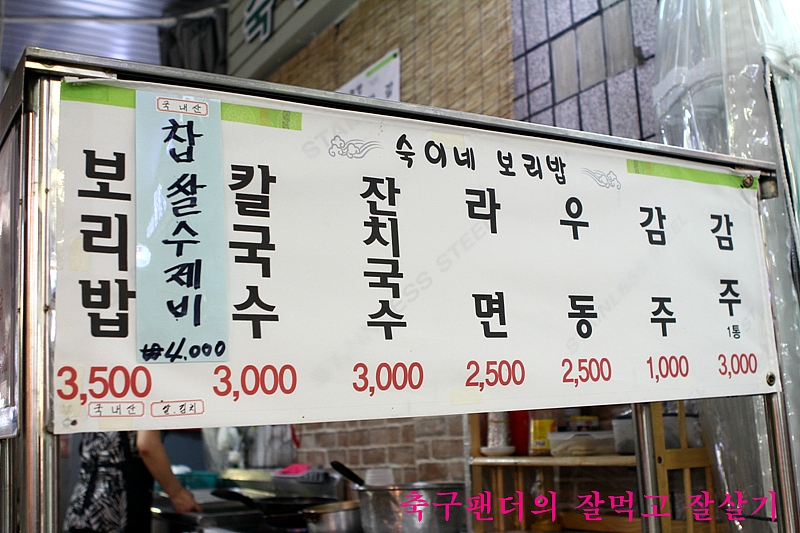 숙이네 보리밥
보리밥
3,500
국내산
쌀.김치
국내산
찹쌀수제비
₩4,000
칼국수
3,000
잔치국수
3,000
라면
2,500
우동
2,500
감주
1,000
감주
1통
3,000
축구팬더의 잘먹고 잘살기